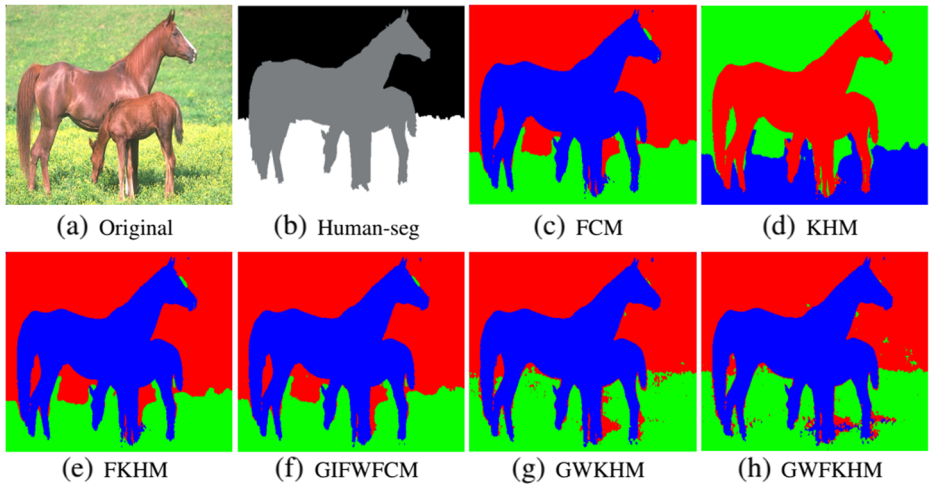 (a) Original
(b) Human-seg
(c) FCM
(d) KHM
(e) FKHM
(f) GIFWFCM
(g) GWKHM
(h) GWFKHM